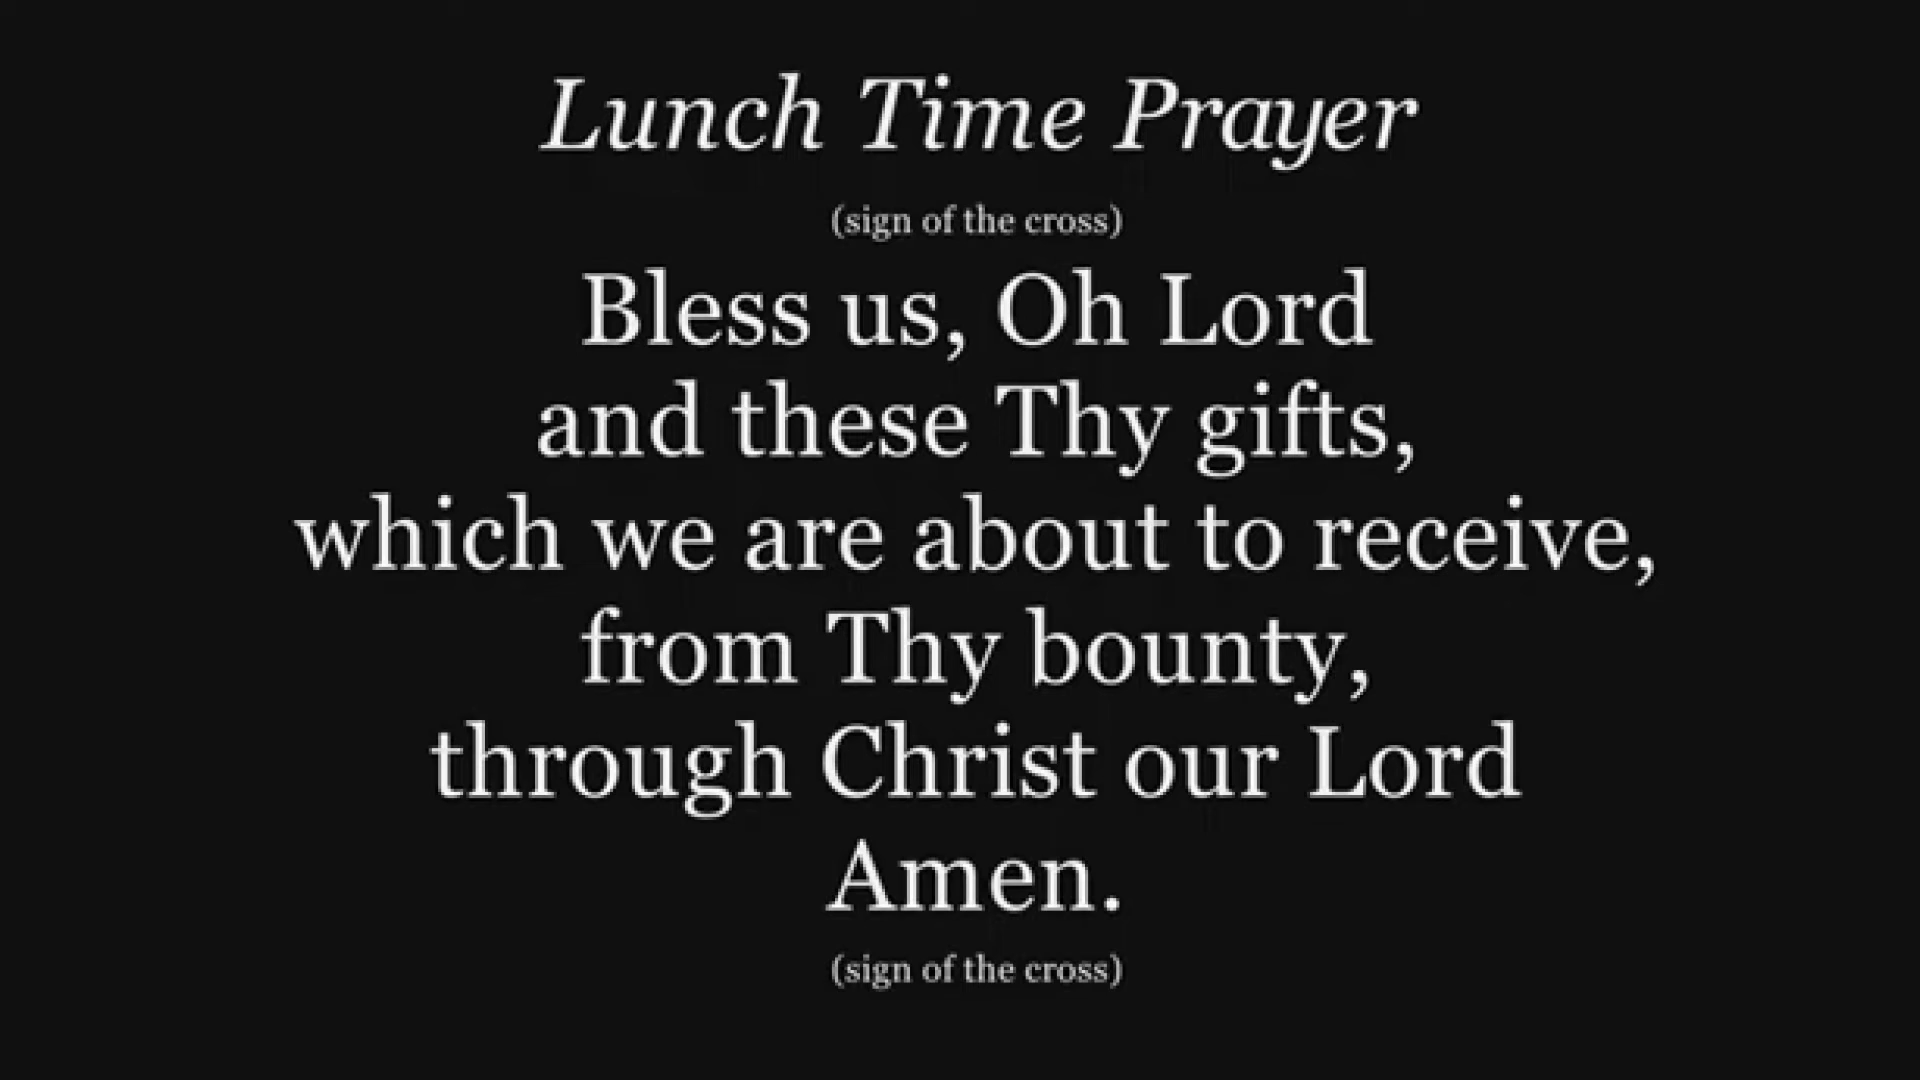 Lunch Time Prayer
(sign of the cross)
Bless us, Oh Lord
and these Thy gifts,
which we are about to receive,
from Thy bounty,
through Christ our Lord
Amen.
(sign of the cross)